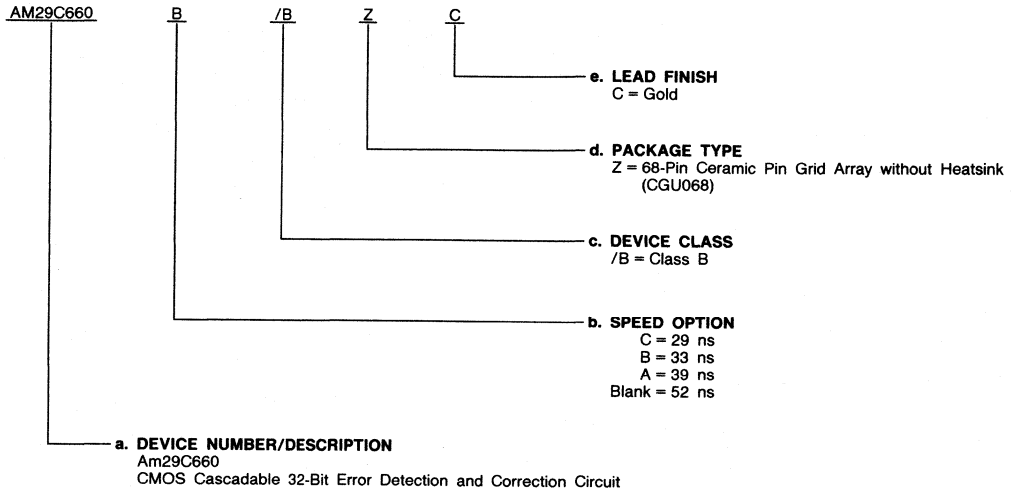 AM29C660 B /B Z C
e. LEAD FINISH
C = Gold
d. PACKAGE TYPE
Z = 68-Pin Ceramic Pin Grid Array without Heatsink
(CGU068)
c. DEVICE CLASS
/B = Class B
b. SPEED OPTION
C = 29 ns
B = 33 ns
A = 39 ns
Blank = 52 ns
a. DEVICE NUMBER/DESCRIPTION
Am29C660
CMOS Cascadable 32-Bit Error Detection and Correction Circuit